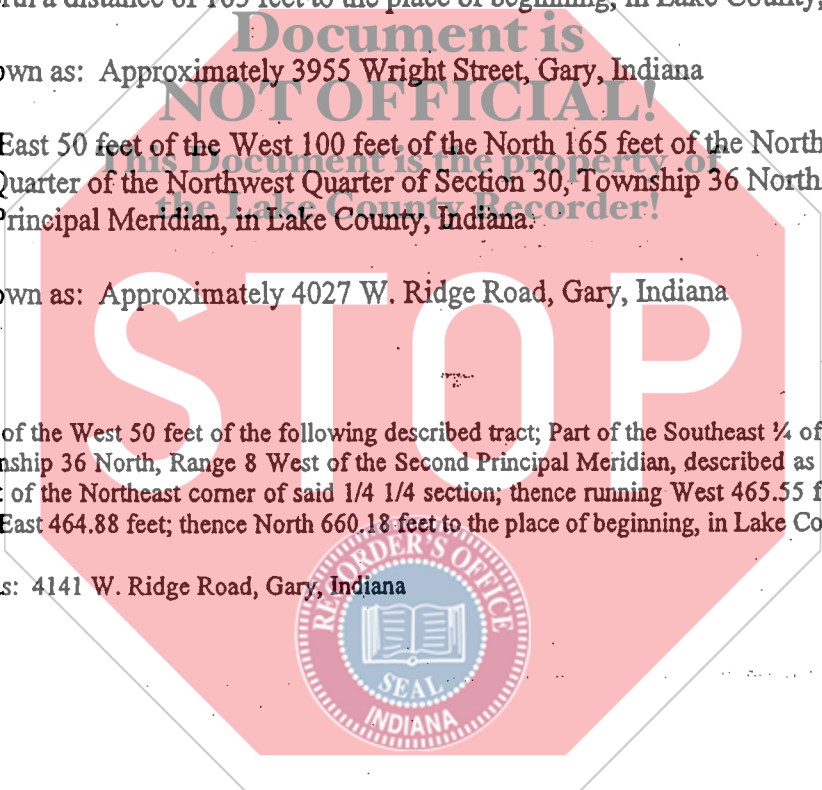 a distance of 165 feet to the place of beginning, in Lake County,
Document is
own as: Approximately 3955 Wright Street, Gary, Indiana
NOT OFFICIAL!
East 50 feet of the West 100 feet of the North 165 feet of the North
This Document is the property of
Quarter of the Northwest Quarter of Section 30, Township 36 North
the Lake County Recorder!
Principal Meridian, in Lake County, Indiana.
own as: Approximately 4027 W. Ridge Road, Gary, Indiana
STOP
of the West 50 feet of the following described tract; Part of the Southeast ¼ of
nship 36 North, Range 8 West of the Second Principal Meridian, described as
of the Northeast corner of said 1/4 1/4 section; thence running West 465.55 f
East 464.88 feet; thence North 660.18 feet to the place of beginning, in Lake Co
s: 4141 W. Ridge Road, Gary, Indiana
RECORDER'S OFFICE
SEAL
INDIANA